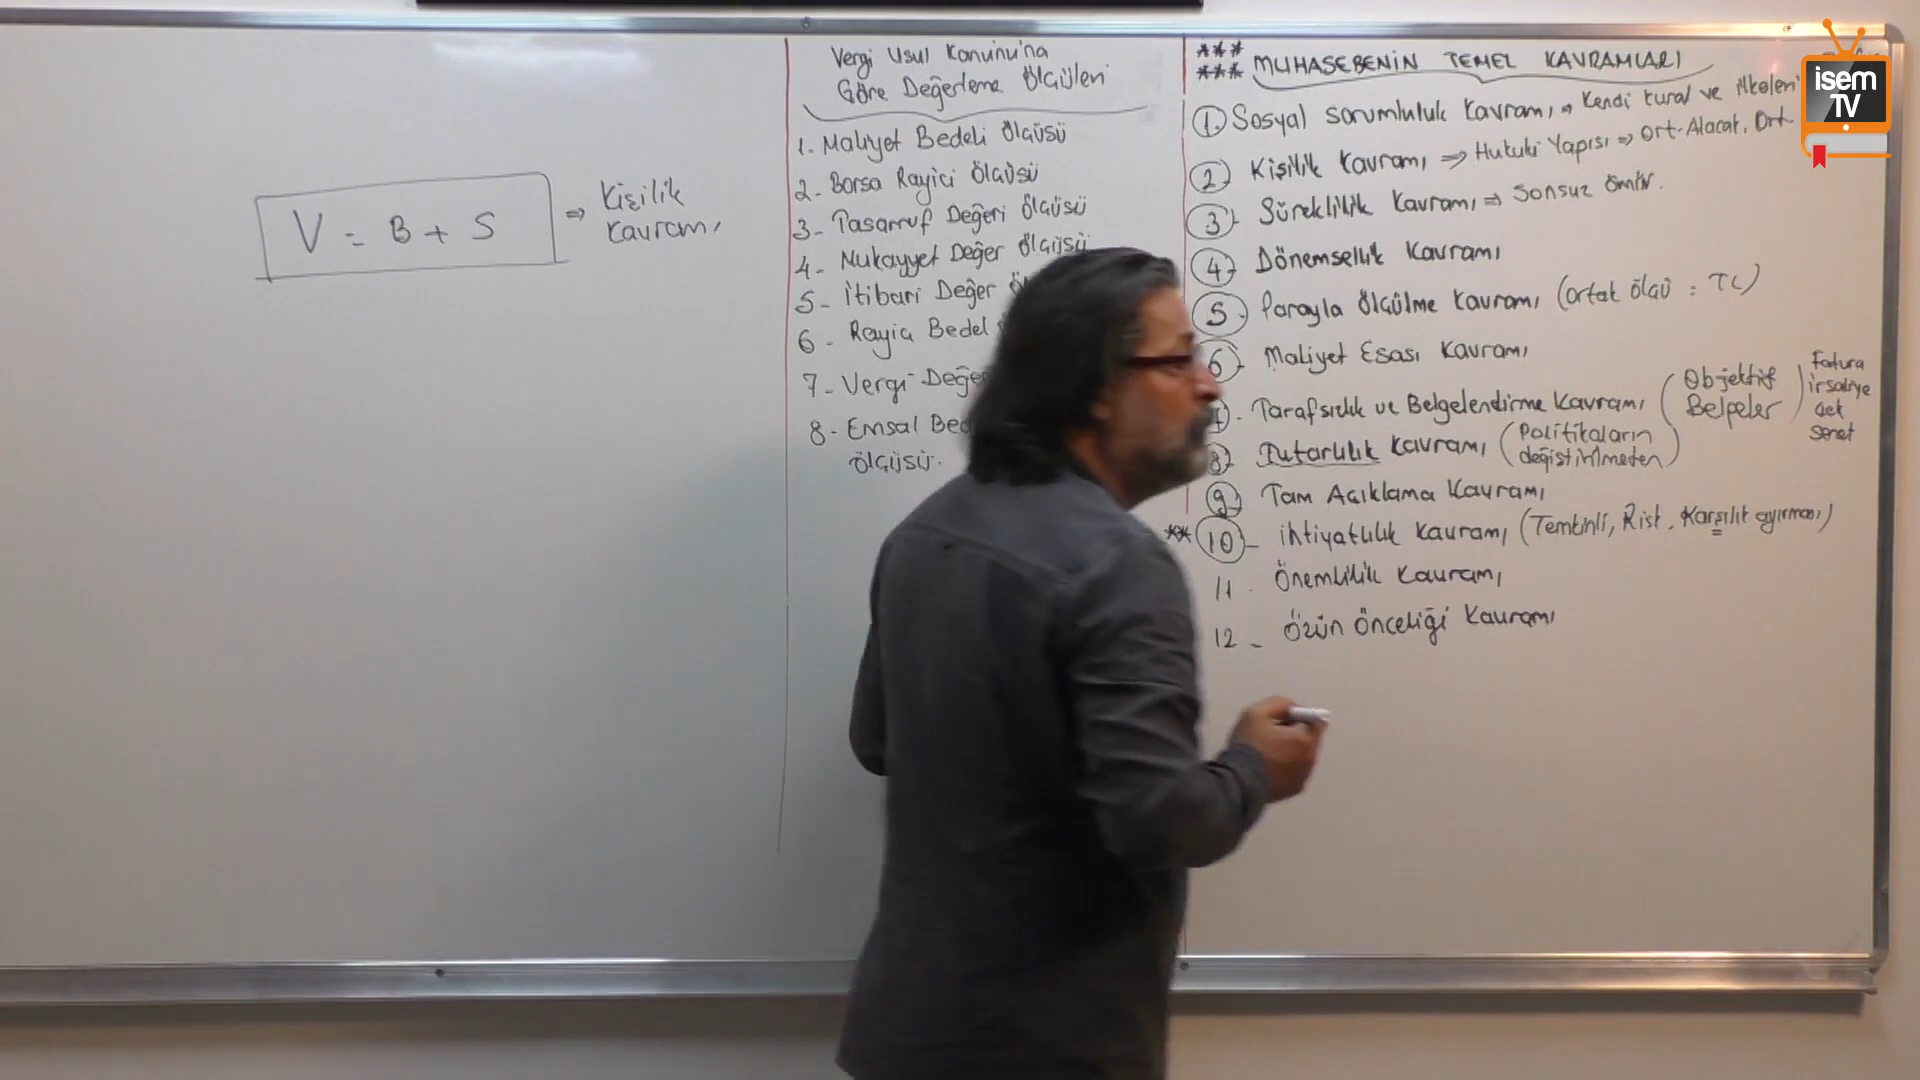 V = B + S
⇒ Kişilik
Kavramı
Vergi Usul Kanunu'na
Göre Değerleme Ölçüleri
1- Maliyet Bedeli Ölçüsü
2- Borsa Rayici Ölçüsü
3- Tasarruf Değeri Ölçüsü
4- Mukayyet Değer Ölçüsü
5- İtibari Değer
6- Rayiç Bedel
7- Vergi Değe
8- Emsal Bed
Ölçüsü.
***
*** MUHASEBENİN TEMEL KAVRAMLARI
1. Sosyal Sorumluluk Kavramı ⇒ Kendi Kural ve ilkeleri
2) Kişilik Kavramı ⇒ Hukuki Yapısı ⇒ Ort. Alacak, Ort.
3- Süreklilik Kavramı ⇒ Sonsuz Ömür.
4- Dönemsellik Kavramı
5- Parayla Ölçülme Kavramı (Ortak Ölçü : TL)
6- Maliyet Esası Kavramı
7- Tarafsızlık ve Belgelendirme Kavramı (Objektif Belgeler) Fatura irsaliye Çek senet
8- Tutarlılık Kavramı (Politikaların değiştirilmeden)
9- Tam Açıklama Kavramı
** 10- ihtiyatlılık Kavramı (Temkinli, Risk, Karşılık ayırması)
11- Önemlilik Kavramı
12- Özün Önceliği Kavramı
isem
TV